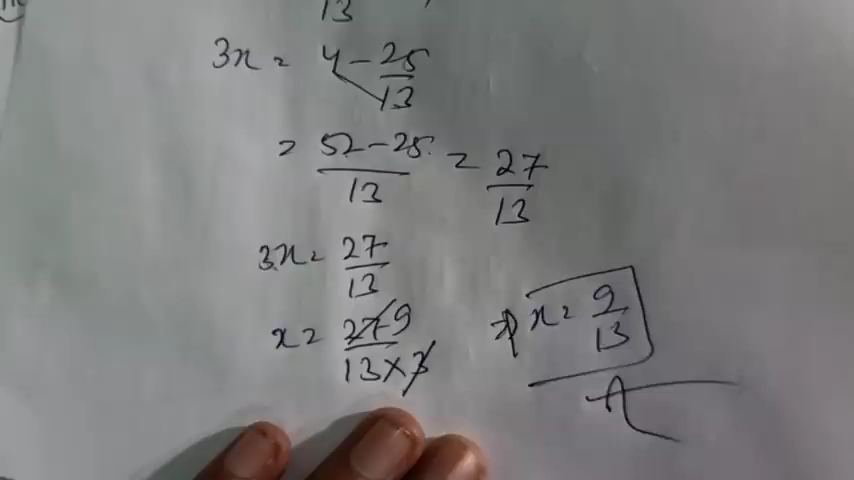 13
3x = 4 - 25/13
= 52 - 25/13 = 27/13
3x = 27/13
x = 27 9/13×3
x = 9/13